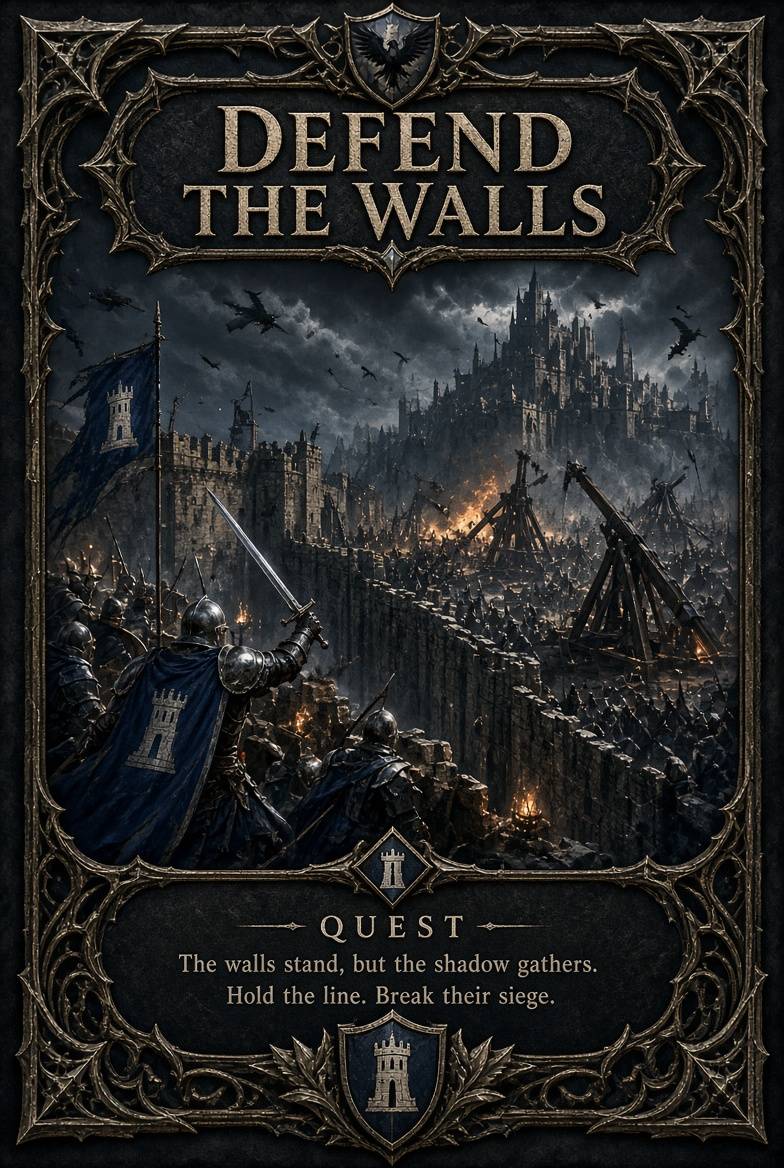 DEFEND
THE WALLS
QUEST
The walls stand, but the shadow gathers.
Hold the line. Break their siege.